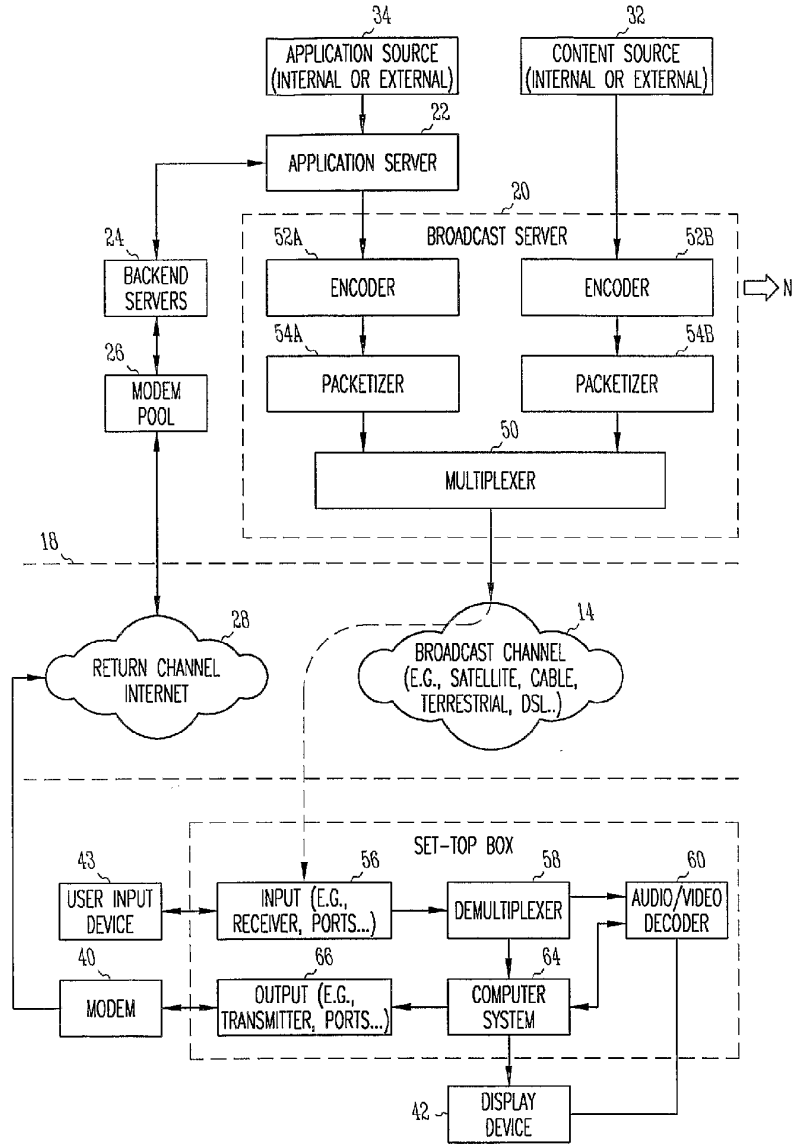 34
32
APPLICATION SOURCE
(INTERNAL OR EXTERNAL)
CONTENT SOURCE
(INTERNAL OR EXTERNAL)
22
APPLICATION SERVER
20
BROADCAST SERVER
24
BACKEND
SERVERS
52A
ENCODER
52B
ENCODER
N
26
MODEM
POOL
54A
PACKETIZER
54B
PACKETIZER
50
MULTIPLEXER
18
28
RETURN CHANNEL
INTERNET
14
BROADCAST CHANNEL
(E.G., SATELLITE, CABLE,
TERRESTRIAL, DSL..)
SET-TOP BOX
43
USER INPUT
DEVICE
56
INPUT (E.G.,
RECEIVER, PORTS...)
58
DEMULTIPLEXER
60
AUDIO/VIDEO
DECODER
40
MODEM
66
OUTPUT (E.G.,
TRANSMITTER, PORTS...)
64
COMPUTER
SYSTEM
42
DISPLAY
DEVICE